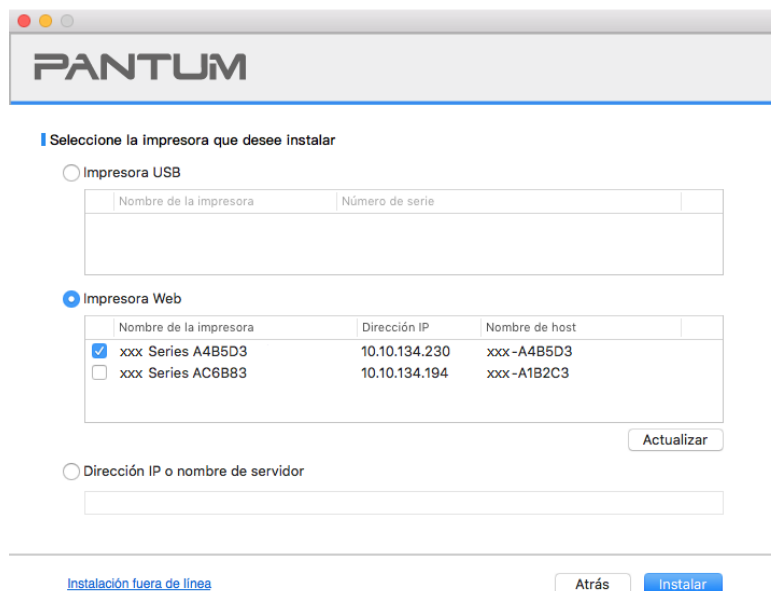 PANTUM
Seleccione la impresora que desee instalar
Impresora USB
Nombre de la impresora Número de serie
Impresora Web
Nombre de la impresora Dirección IP Nombre de host
xxx Series A4B5D3 10.10.134.230 xxx-A4B5D3
xxx Series AC6B83 10.10.134.194 xxx-A1B2C3
Actualizar
Dirección IP o nombre de servidor
Instalación fuera de línea Atrás Instalar